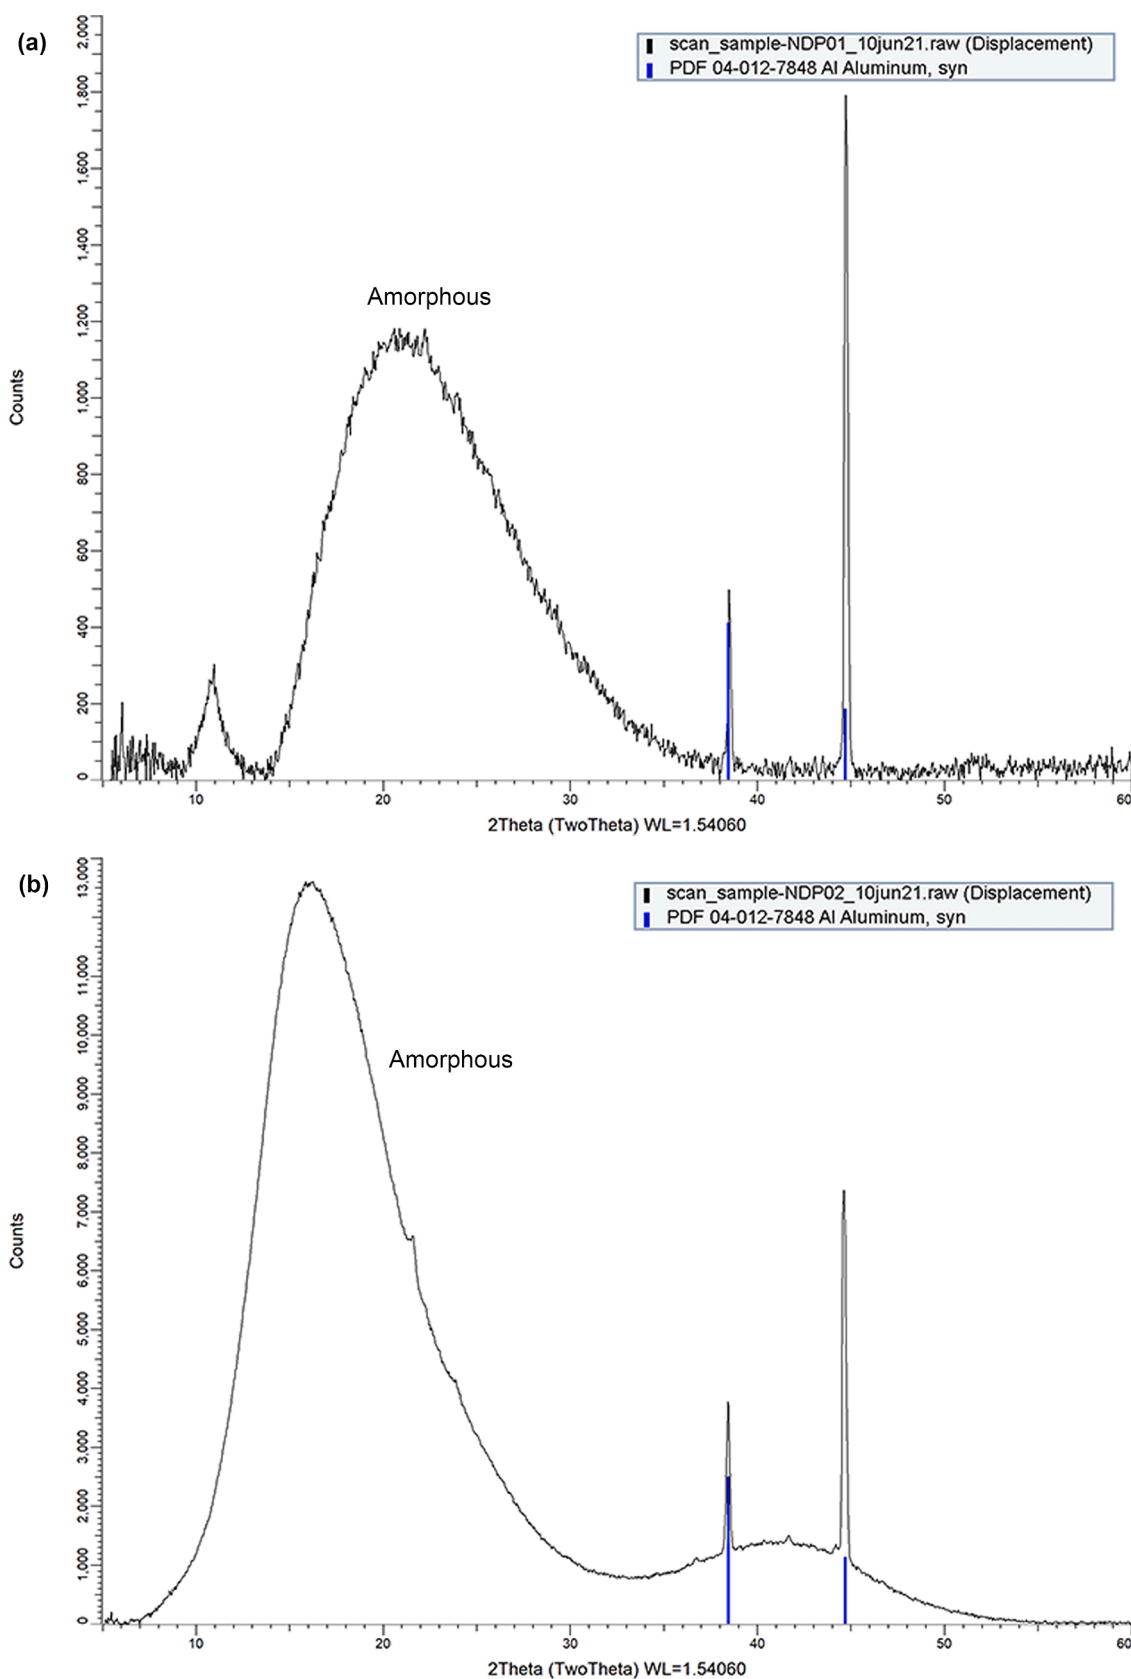 (a)
scan_sample-NDP01_10jun21.raw (Displacement)
PDF 04-012-7848 Al Aluminum, syn
Amorphous
Counts
2,000
1,800
1,600
1,400
1,200
1,000
800
600
400
200
0
10 20 30 40 50 60
2Theta (TwoTheta) WL=1.54060
(b)
scan_sample-NDP02_10jun21.raw (Displacement)
PDF 04-012-7848 Al Aluminum, syn
Amorphous
Counts
13,000
11,000
10,000
9,000
8,000
7,000
6,000
5,000
4,000
3,000
2,000
1,000
0
10 20 30 40 50 60
2Theta (TwoTheta) WL=1.54060